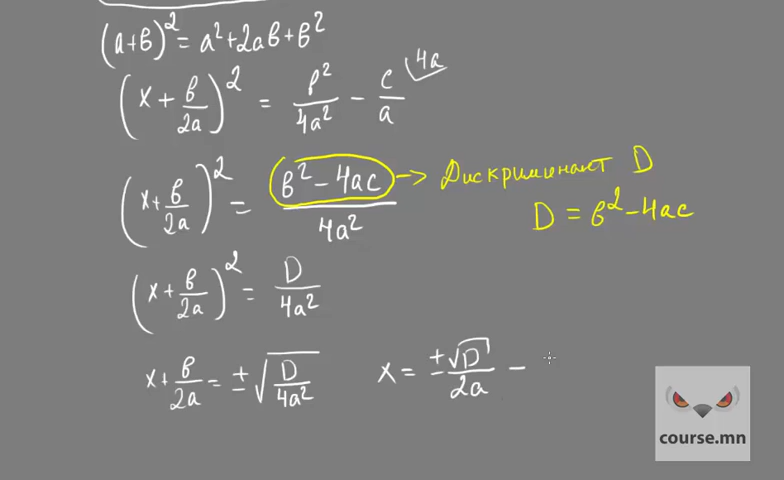 (a+b)² = a²+2ab+b²
(x + b/2a)² = b²/4a² − c/a (4a
(x + b/2a)² = b² − 4ac/4a² → Дискриминант D
D = b² − 4ac
(x + b/2a)² = D/4a²
x + b/2a = ± √(D/4a²) x = ±√D/2a −
course.mn